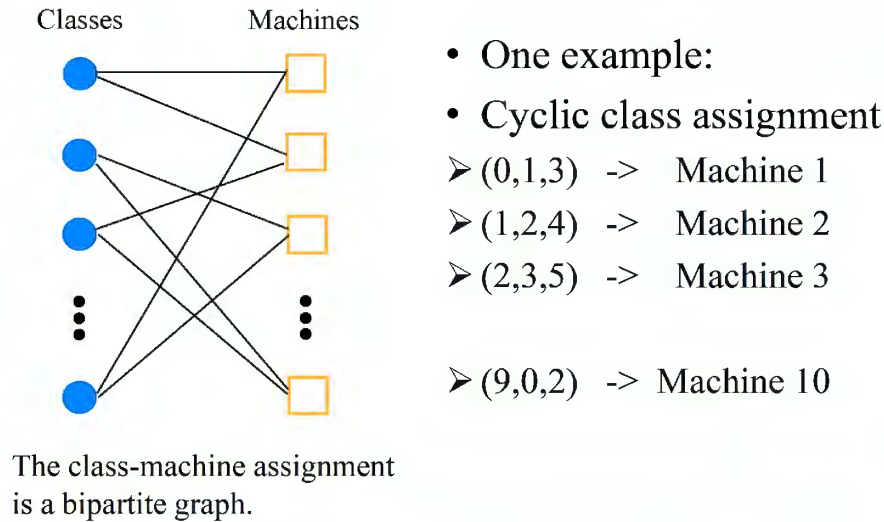 Classes
Machines
The class-machine assignment
is a bipartite graph.
• One example:
• Cyclic class assignment
➢ (0,1,3) -> Machine 1
➢ (1,2,4) -> Machine 2
➢ (2,3,5) -> Machine 3
➢ (9,0,2) -> Machine 10